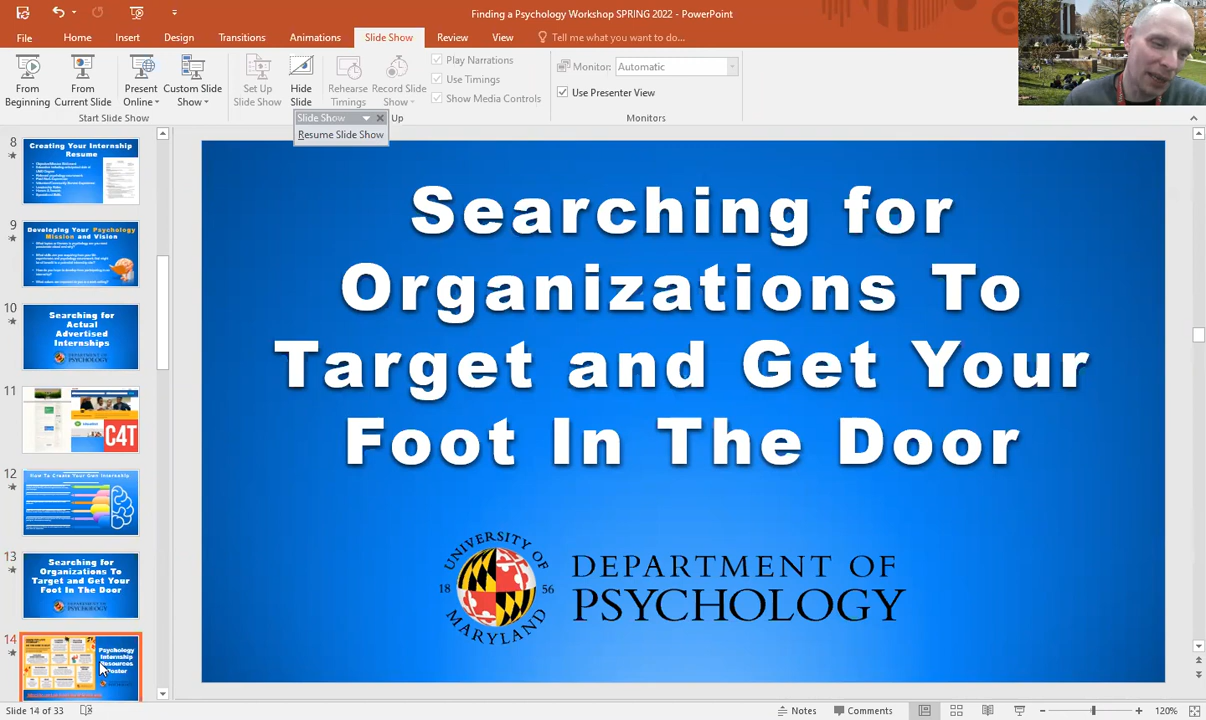 Finding a Psychology Workshop SPRING 2022 - PowerPoint
File Home Insert Design Transitions Animations Slide Show Review View Tell me what you want to do...
From Beginning
From Current Slide
Present Online
Custom Slide Show
Set Up Slide Show
Hide Slide
Rehearse Timings
Record Slide Show
Play Narrations
Use Timings
Show Media Controls
Monitor: Automatic
Use Presenter View
Start Slide Show
Up
Monitors
Slide Show
Resume Slide Show
8
Creating Your Internship
Resume
9
Developing Your Psychology
Mission and Vision
10
Searching for
Actual
Advertised
Internships
DEPARTMENT OF
PSYCHOLOGY
11
C4T
12
How To Create Your Own Internship
13
Searching for
Organizations To
Target and Get Your
Foot In The Door
DEPARTMENT OF
PSYCHOLOGY
14
Psychology
Internship
Resources
Poster
Searching for
Organizations To
Target and Get Your
Foot In The Door
UNIVERSITY OF
18 56
MARYLAND
DEPARTMENT OF
PSYCHOLOGY
Slide 14 of 33
Notes Comments 120%